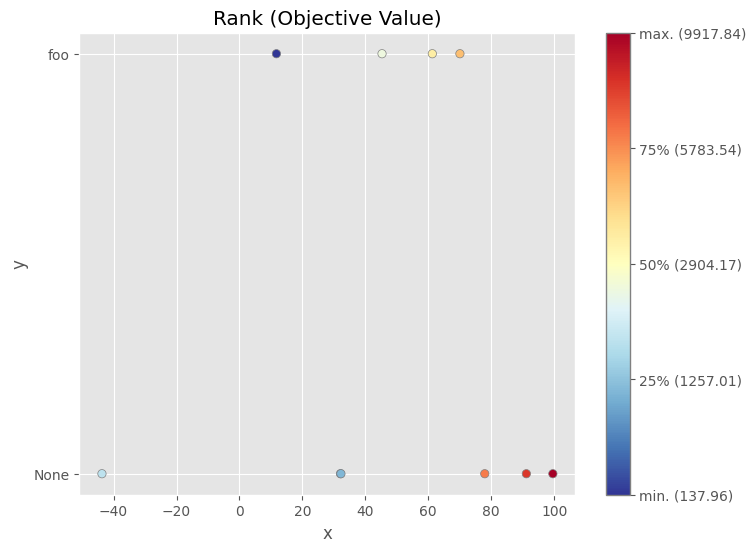 Rank (Objective Value)
max. (9917.84)
foo
75% (5783.54)
y
50% (2904.17)
25% (1257.01)
None
min. (137.96)
−40 −20 0 20 40 60 80 100
x